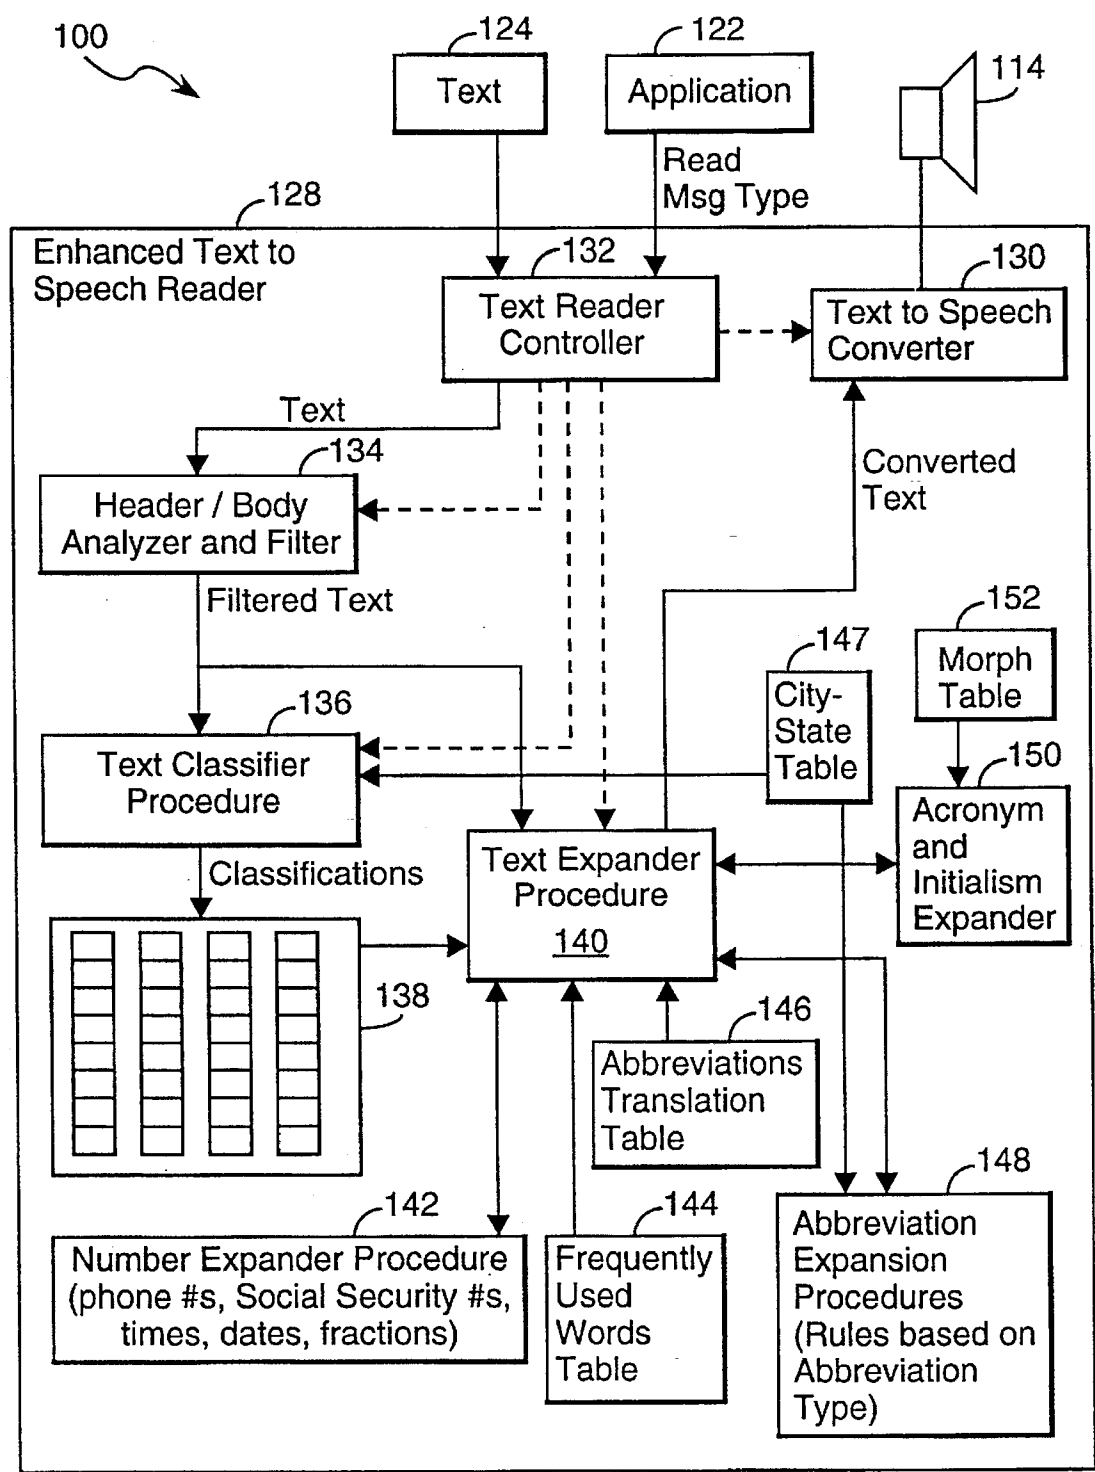 100
124
Text
122
Application
114
Read
Msg Type
128
Enhanced Text to
Speech Reader
132
Text Reader
Controller
130
Text to Speech
Converter
Text
134
Header / Body
Analyzer and Filter
Converted
Text
Filtered Text
152
Morph
Table
147
City-
State
Table
136
Text Classifier
Procedure
150
Acronym
and
Initialism
Expander
Text Expander
Procedure
140
Classifications
138
146
Abbreviations
Translation
Table
142
Number Expander Procedure
(phone #s, Social Security #s,
times, dates, fractions)
144
Frequently
Used
Words
Table
148
Abbreviation
Expansion
Procedures
(Rules based on
Abbreviation
Type)